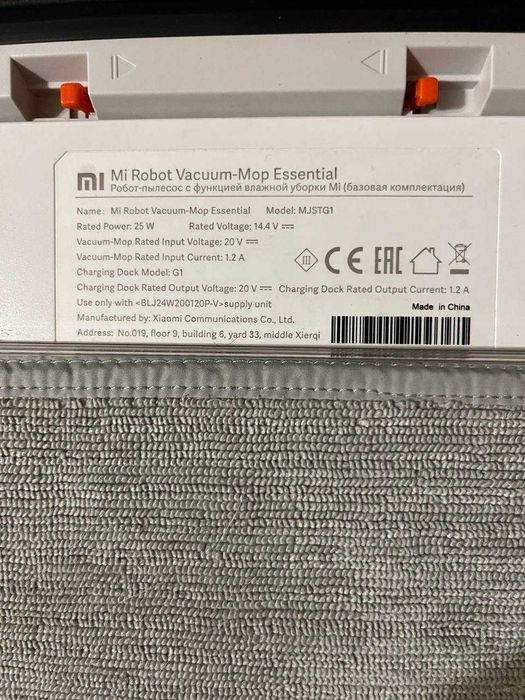 mi Mi Robot Vacuum-Mop Essential
Робот-пылесос с функцией влажной уборки Mi (базовая комплектация)
Name: Mi Robot Vacuum-Mop Essential Model: MJSTG1
Rated Power: 25 W Rated Voltage: 14.4 V
Vacuum-Mop Rated Input Voltage: 20 V
Vacuum-Mop Rated Input Current: 1.2 A
III CE EAC
Charging Dock Model: G1
Charging Dock Rated Output Voltage: 20 V Charging Dock Rated Output Current: 1.2 A
Use only with <BLJ24W200120P-V>supply unit
Made in China
Manufactured by: Xiaomi Communications Co., Ltd.
Address: No.019, floor 9, building 6, yard 33, middle Xierqi